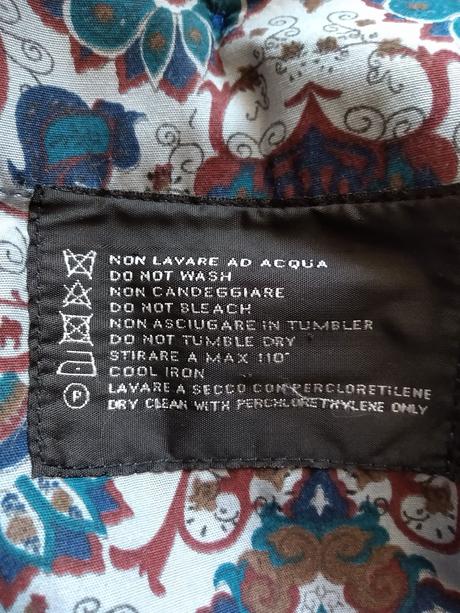 NON LAVARE AD ACQUA
DO NOT WASH
NON CANDEGGIARE
DO NOT BLEACH
NON ASCIUGARE IN TUMBLER
DO NOT TUMBLE DRY
STIRARE A MAX 110°
COOL IRON
LAVARE A SECCO CON PERCLORETILENE
P
DRY CLEAN WITH PERCHLORETHYLENE ONLY